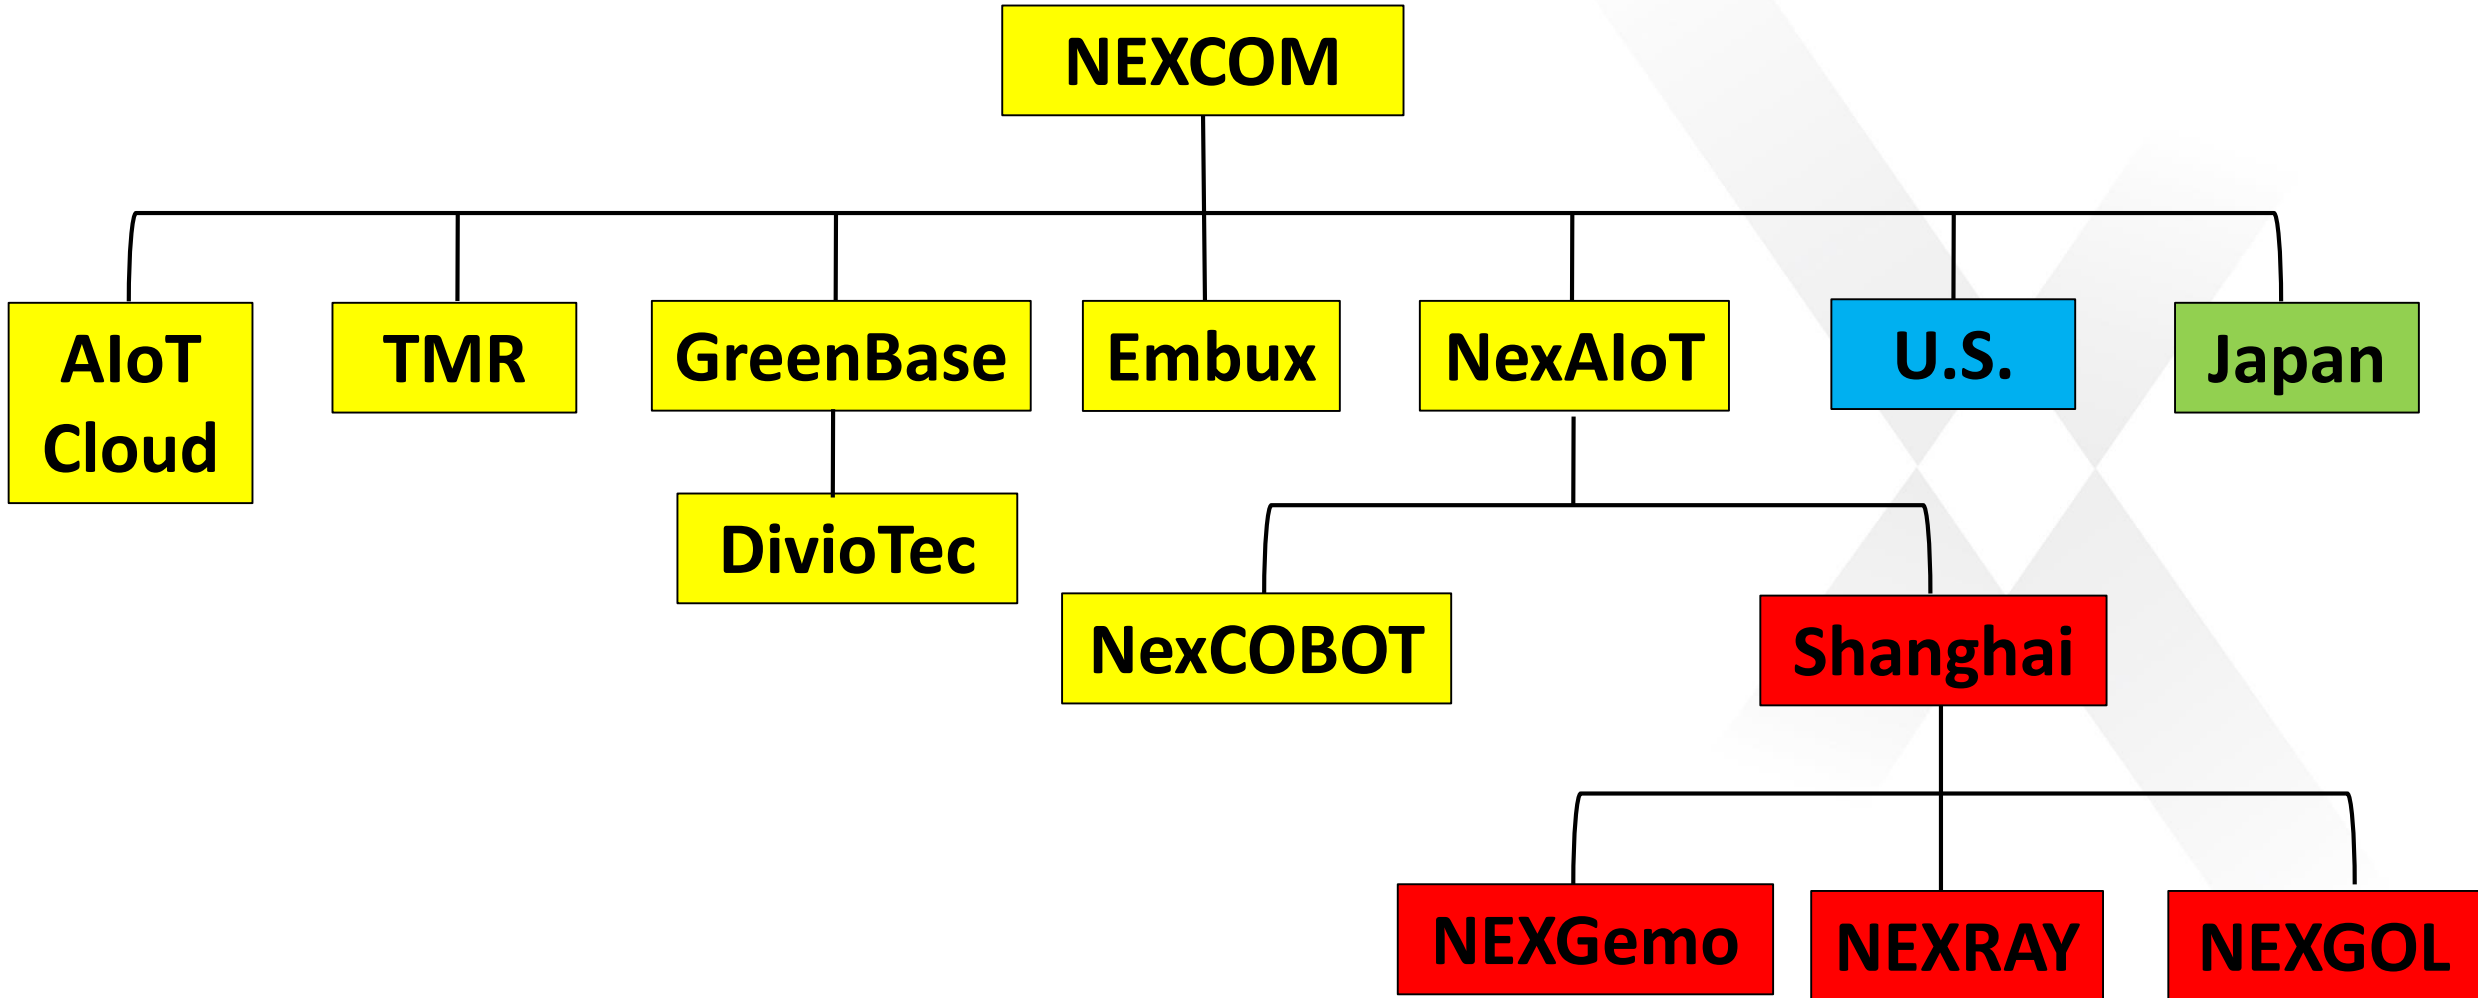 NEXCOM
AIoT
Cloud
TMR
GreenBase
Embux
NexAIoT
U.S.
Japan
DivioTec
NexCOBOT
Shanghai
NEXGemo
NEXRAY
NEXGOL